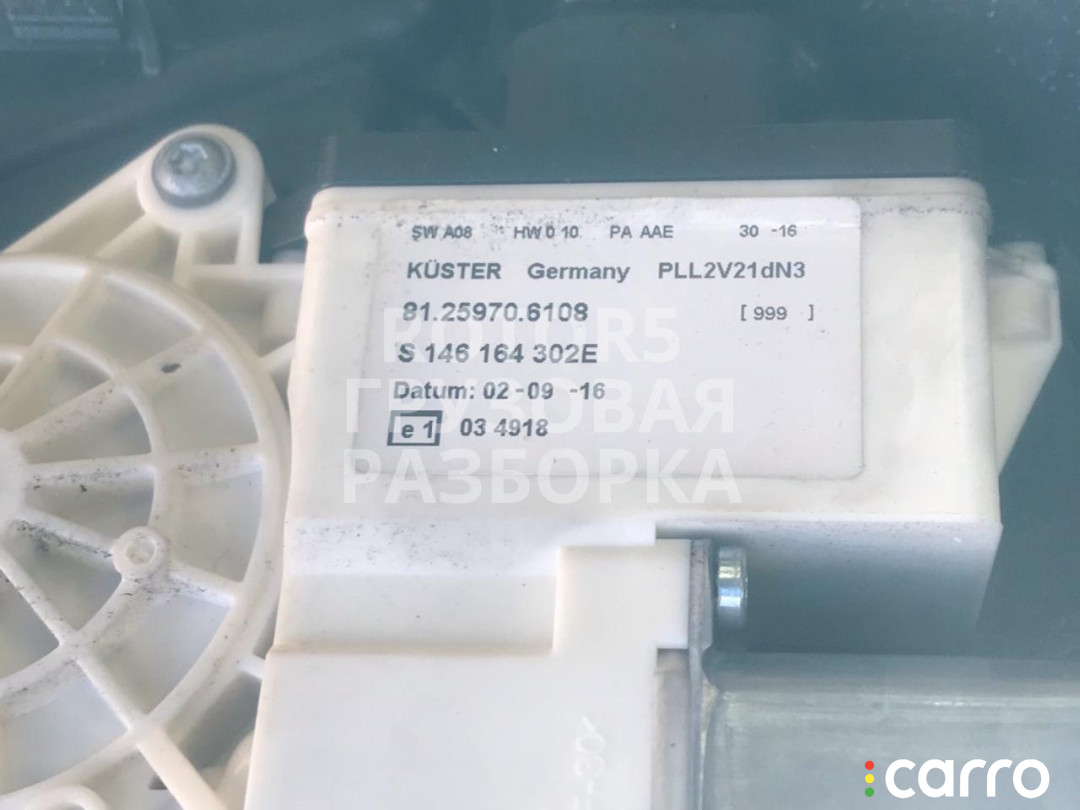 SW A08 HW 0 10 PA AAE 30 -16
KÜSTER Germany PLL2V21dN3
81.25970.6108 [ 999 ]
S 146 164 302E
Datum: 02-09 -16
e 1 03 4918
ROTOR5
ГРУЗОВАЯ
РАЗБОРКА
carro